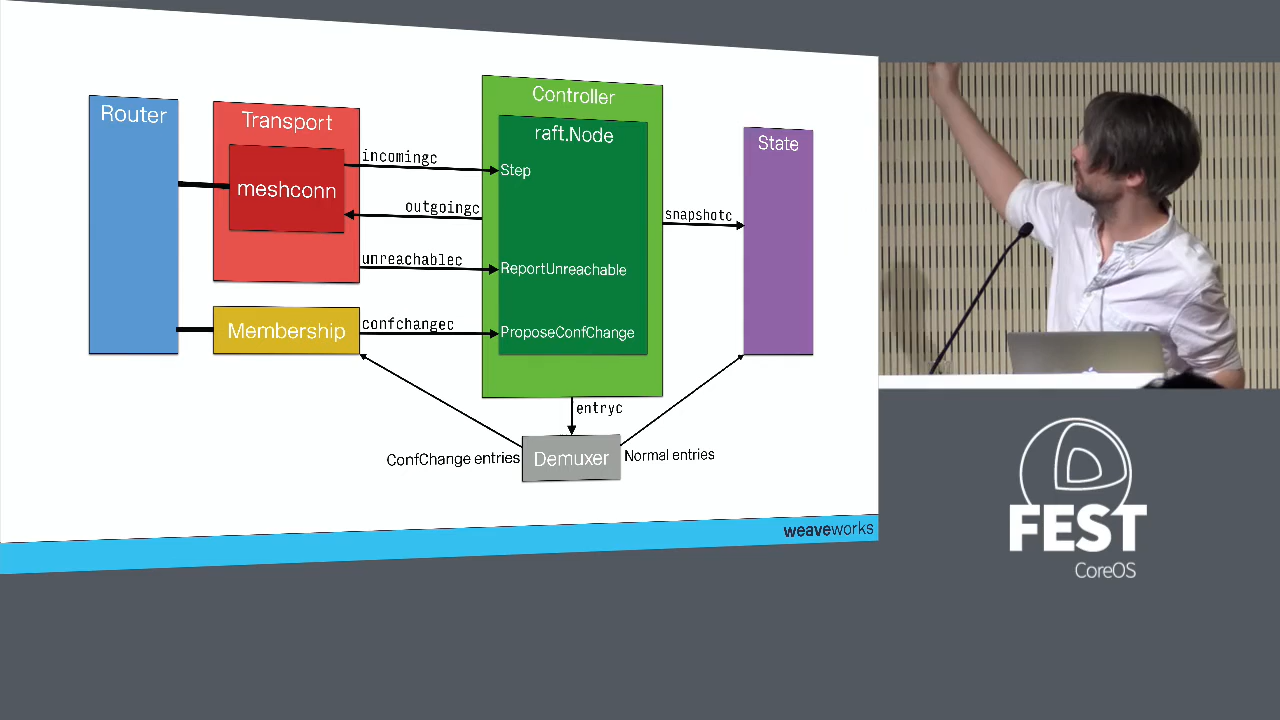 Router
Transport
meshconn
Membership
incomingc
outgoingc
unreachablec
confchangec
Controller
raft.Node
Step
ReportUnreachable
ProposeConfChange
snapshotc
State
entryc
ConfChange entries
Demuxer
Normal entries
weaveworks
FEST
CoreOS